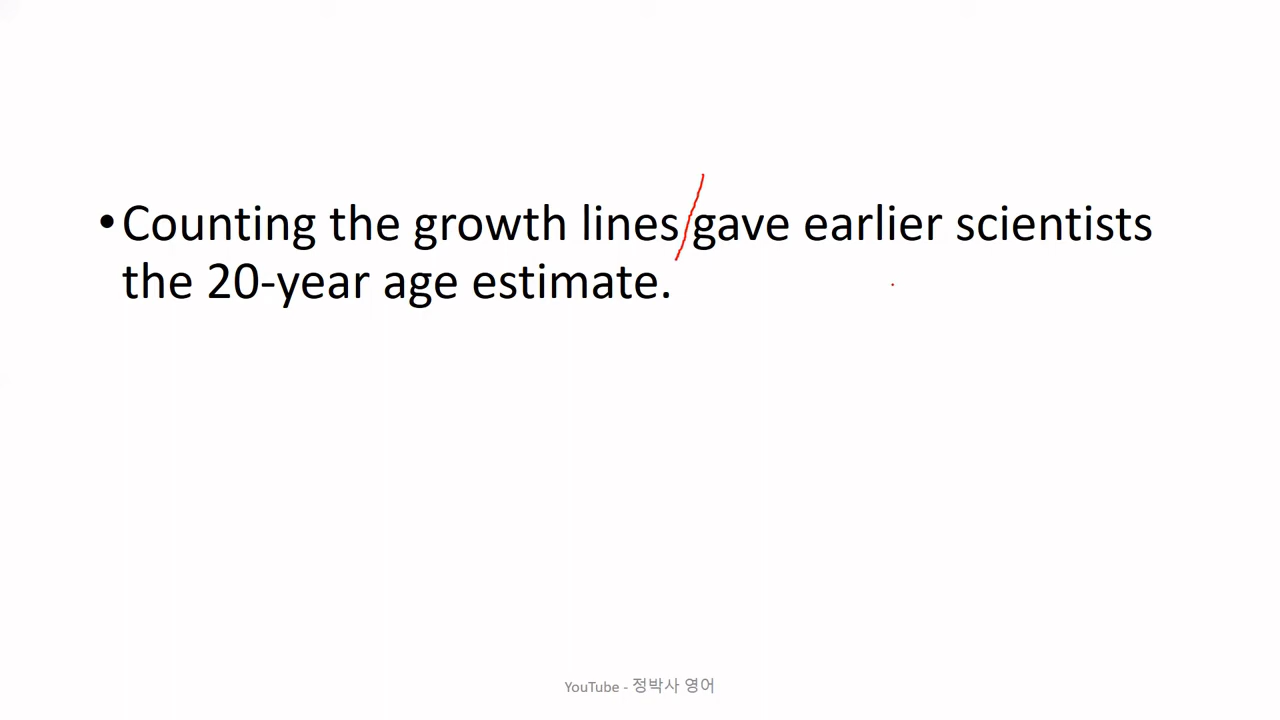 •Counting the growth lines gave earlier scientists
the 20-year age estimate.
YouTube - 정박사 영어